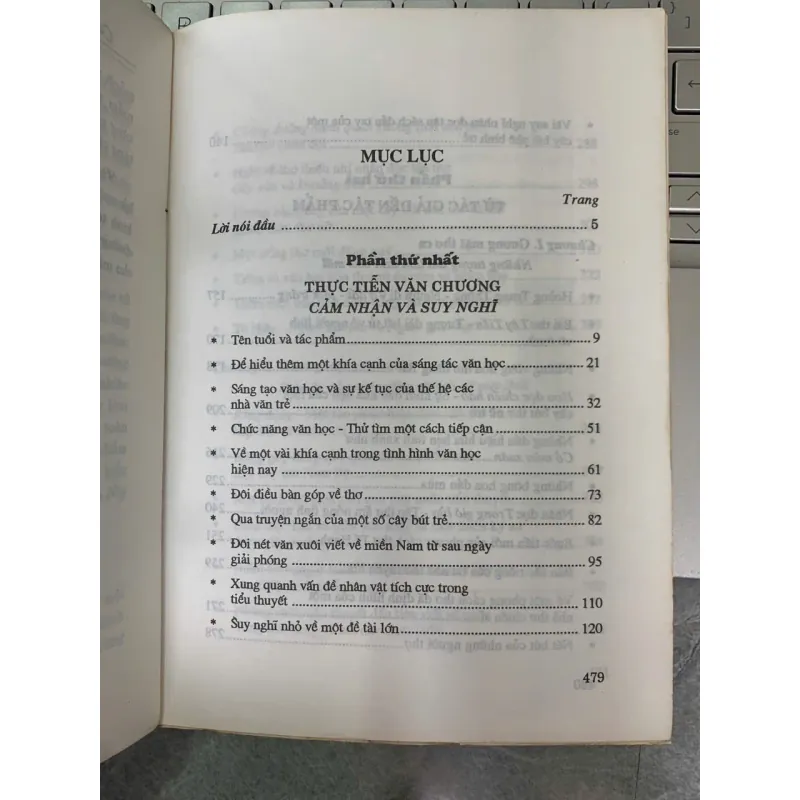 MỤC LỤC
Trang
Lời nói đầu ................................................................ 5
Phần thứ nhất
THỰC TIỄN VĂN CHƯƠNG
CẢM NHẬN VÀ SUY NGHĨ
* Tên tuổi và tác phẩm ................................................ 9
* Để hiểu thêm một khía cạnh của sáng tác văn học ............. 21
* Sáng tạo văn học và sự kế tục của thế hệ các
nhà văn trẻ ................................................ 32
* Chức năng văn học - Thử tìm một cách tiếp cận ............. 51
* Về một vài khía cạnh trong tình hình văn học
hiện nay ................................................ 61
* Đôi điều bàn góp về thơ ................................................ 73
* Qua truyện ngắn của một số cây bút trẻ ................... 82
* Đôi nét văn xuôi viết về miền Nam từ sau ngày
giải phóng ................................................ 95
* Xung quanh vấn đề nhân vật tích cực trong
tiểu thuyết ................................................ 110
* Suy nghĩ nhỏ về một đề tài lớn ................................ 120
479